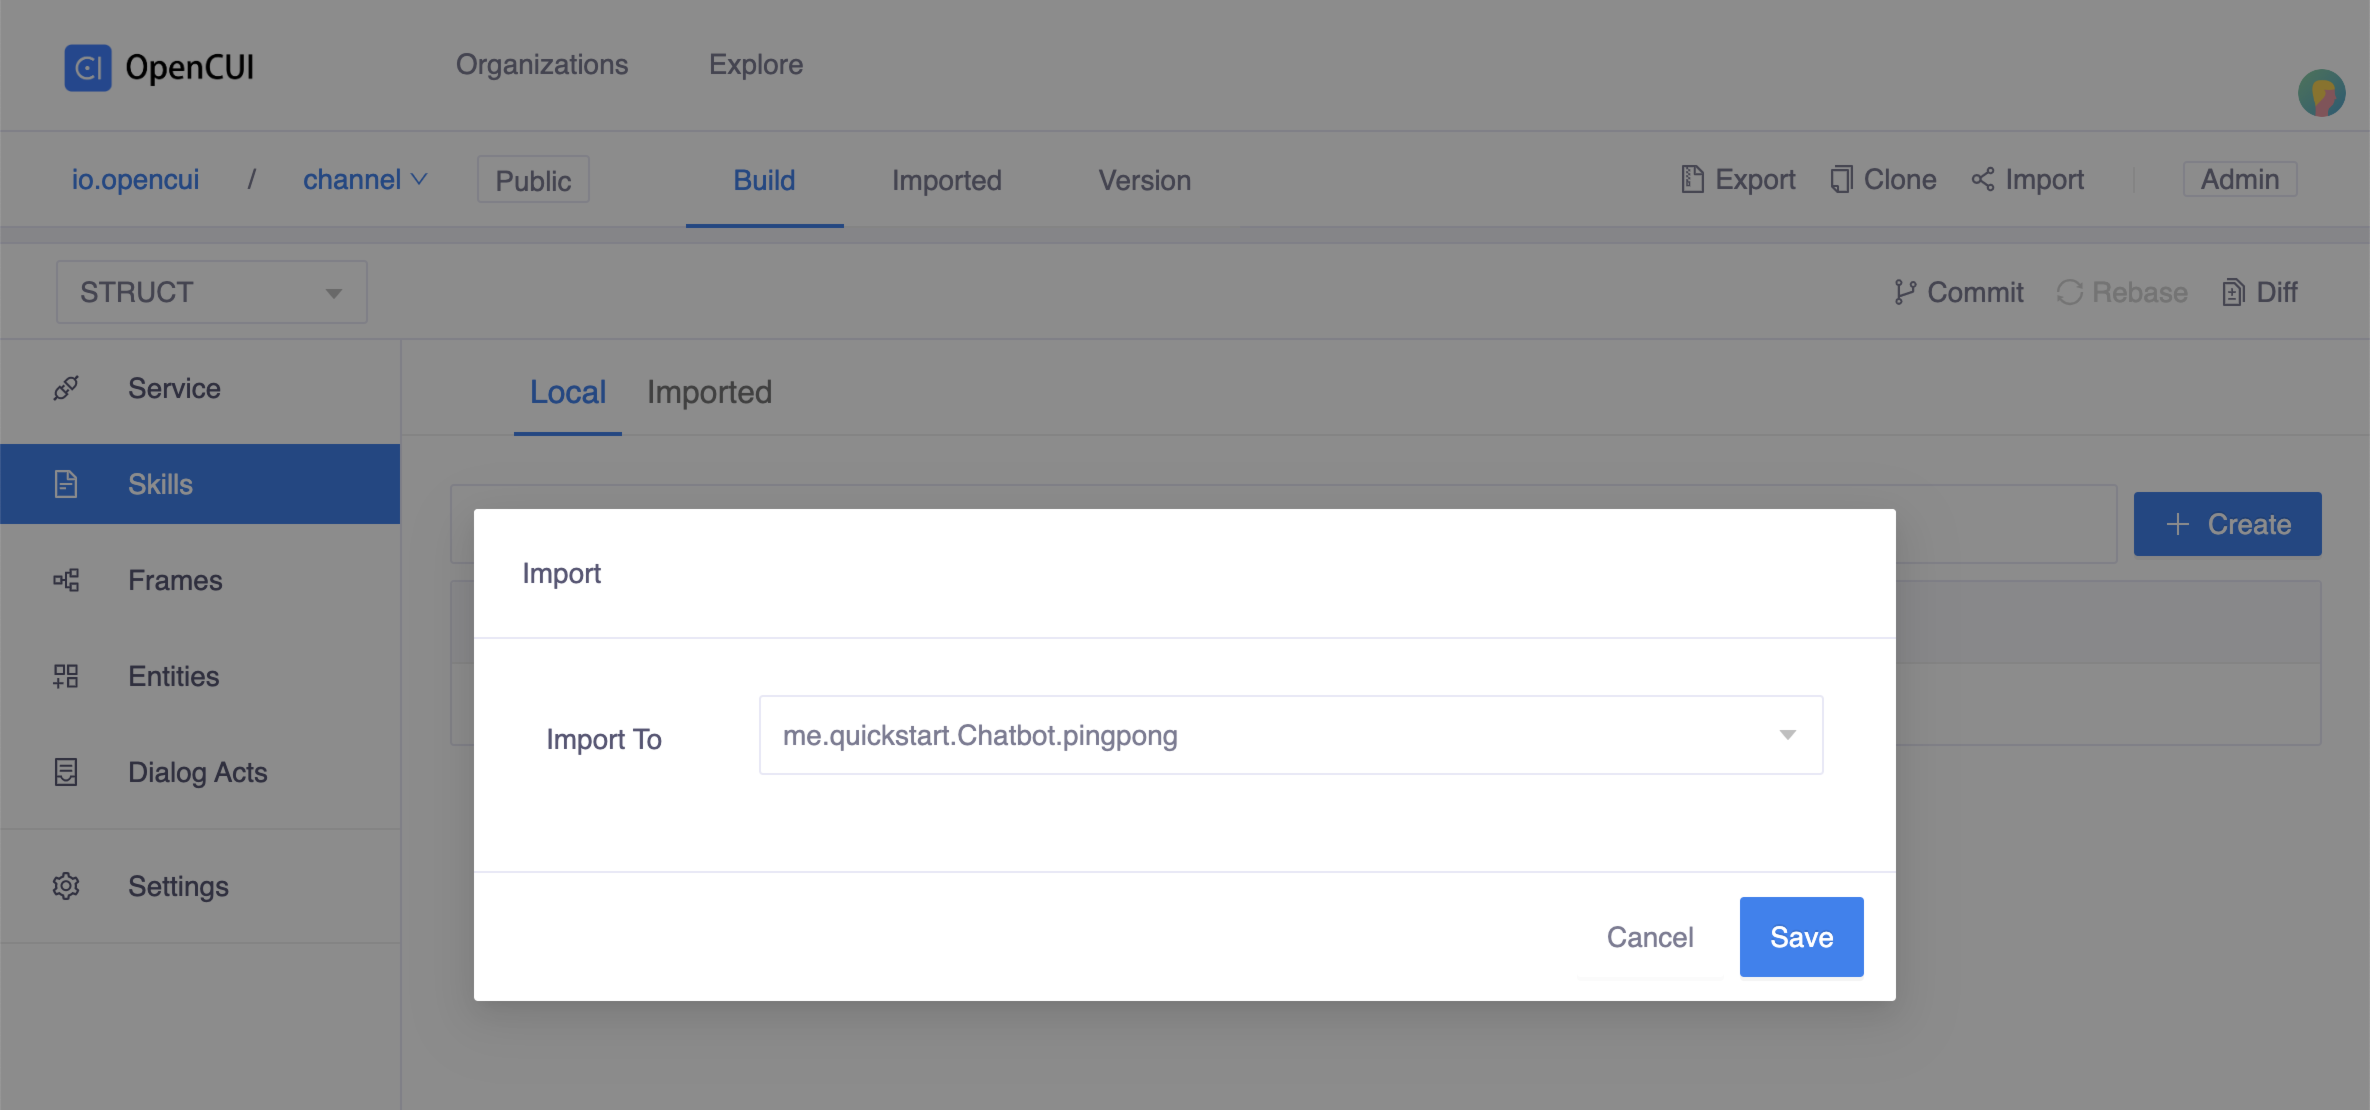 CI OpenCUI Organizations Explore
io.opencui / channel Public Build Imported Version Export Clone Import Admin
STRUCT Commit Rebase Diff
Service
Local Imported
Skills
Create
Import
Frames
Entities
Import To me.quickstart.Chatbot.pingpong
Dialog Acts
Settings
Cancel Save